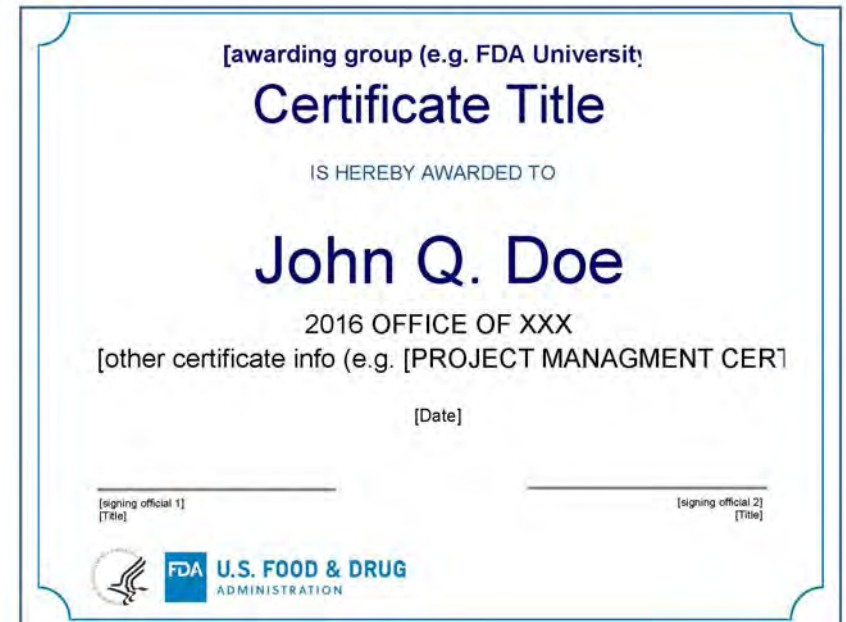 [awarding group (e.g. FDA University
Certificate Title
IS HEREBY AWARDED TO
John Q. Doe
2016 OFFICE OF XXX
[other certificate info (e.g. [PROJECT MANAGMENT CERT
[Date]
[signing official 1]
[Title]
[signing official 2]
[Title]
FDA U.S. FOOD & DRUG
ADMINISTRATION